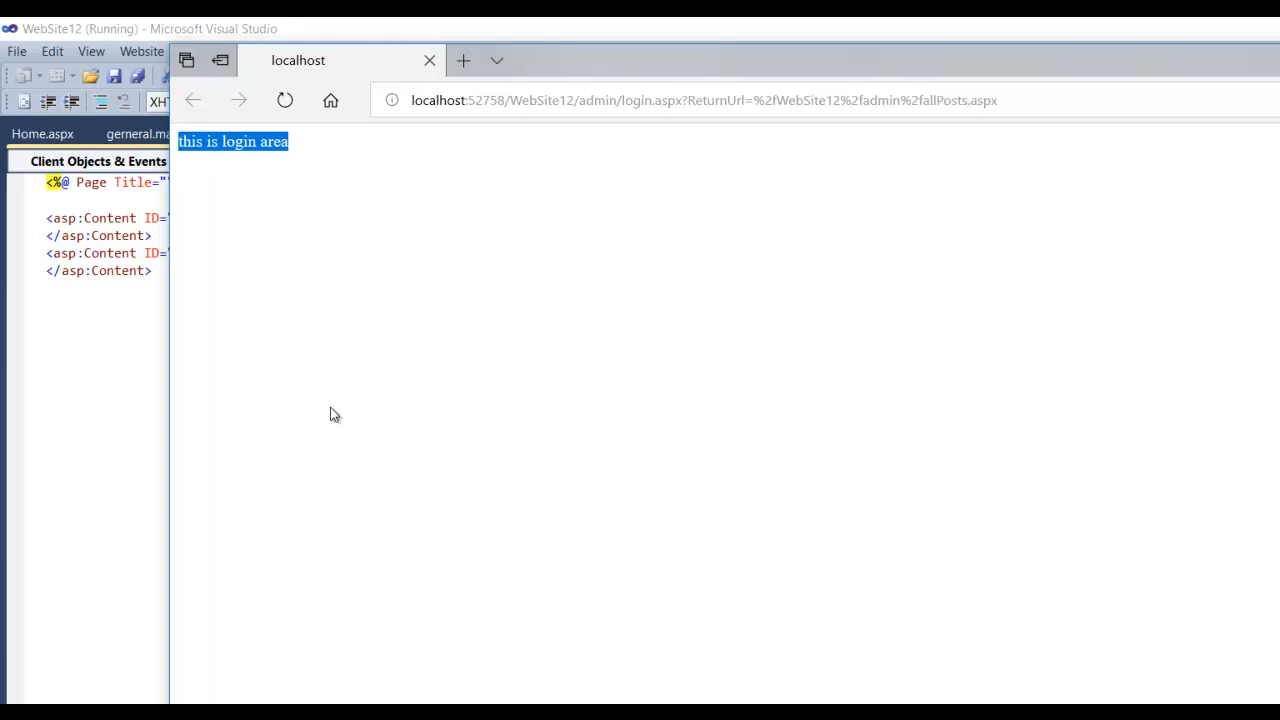 WebSite12 (Running) - Microsoft Visual Studio
File Edit View Website
localhost
localhost:52758/WebSite12/admin/login.aspx?ReturnUrl=%2fWebSite12%2fadmin%2fallPosts.aspx
Home.aspx gerneral.ma
this is login area
Client Objects & Events
<%@ Page Title="
<asp:Content ID=
</asp:Content>
<asp:Content ID=
</asp:Content>